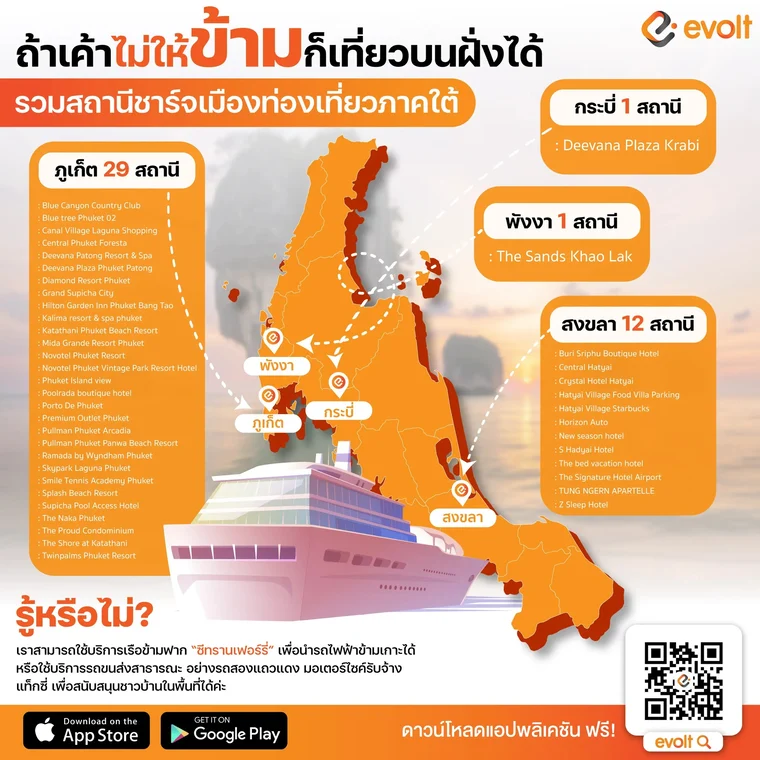 evolt
ถ้าเค้าไม่ให้ข้ามก็เที่ยวบนฝั่งได้
รวมสถานีชาร์จเมืองท่องเที่ยวภาคใต้
ภูเก็ต 29 สถานี
: Blue Canyon Country Club
: Blue tree Phuket 02
: Canal Village Laguna Shopping
: Central Phuket Foresta
: Deevana Patong Resort & Spa
: Deevana Plaza Phuket Patong
: Diamond Resort Phuket
: Grand Supicha City
: Hilton Garden Inn Phuket Bang Tao
: Kalima resort & spa phuket
: Katathani Phuket Beach Resort
: Mida Grande Resort Phuket
: Novotel Phuket Resort
: Novotel Phuket Vintage Park Resort Hotel
: Phuket Island view
: Poolrada boutique hotel
: Porto De Phuket
: Premium Outlet Phuket
: Pullman Phuket Arcadia
: Pullman Phuket Panwa Beach Resort
: Ramada by Wyndham Phuket
: Skypark Laguna Phuket
: Smile Tennis Academy Phuket
: Splash Beach Resort
: Supicha Pool Access Hotel
: The Naka Phuket
: The Proud Condominium
: The Shore at Katathani
: Twinpalms Phuket Resort
กระบี่ 1 สถานี
: Deevana Plaza Krabi
พังงา 1 สถานี
: The Sands Khao Lak
สงขลา 12 สถานี
: Buri Sriphu Boutique Hotel
: Central Hatyai
: Crystal Hotel Hatyai
: Hatyai Village Food Villa Parking
: Hatyai Village Starbucks
: Horizon Auto
: New season hotel
: S Hadyai Hotel
: The bed vacation hotel
: The Signature Hotel Airport
: TUNG NGERN APARTELLE
: Z Sleep Hotel
พังงา
กระบี่
ภูเก็ต
สงขลา
รู้หรือไม่?
เราสามารถใช้บริการเรือข้ามฟาก "ซีทรานเฟอร์รี่" เพื่อนำรถไฟฟ้าข้ามเกาะได้
หรือใช้บริการรถขนส่งสาธารณะ อย่างรถสองแถวแดง มอเตอร์ไซค์รับจ้าง
แท็กซี่ เพื่อสนับสนุนชาวบ้านในพื้นที่ได้ค่ะ
Download on the
App Store
GET IT ON
Google Play
ดาวน์โหลดแอปพลิเคชัน ฟรี!
evolt